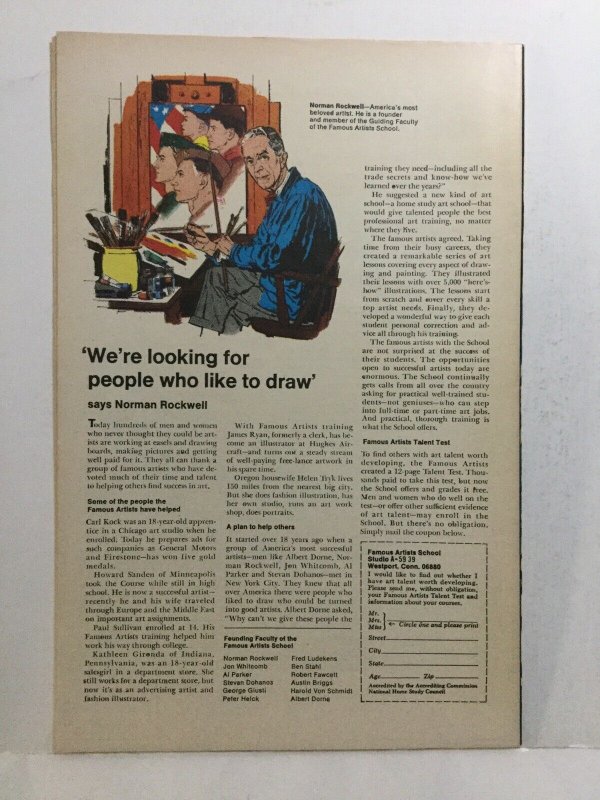 Norman Rockwell—America's most
beloved artist. He is a founder
and member of the Guiding Faculty
of the Famous Artists School.
'We're looking for
people who like to draw'
says Norman Rockwell
Today hundreds of men and women
who never thought they could be art-
ists are working at easels and drawing
boards, making pictures and getting
well paid for it. They all can thank a
group of famous artists who have de-
voted much of their time and talent
to helping others find success in art.
Some of the people the
Famous Artists have helped
Carl Kock was an 18-year-old appren-
tice in a Chicago art studio when he
enrolled. Today he prepares ads for
such companies as General Motors
and Firestone—has won five gold
medals.
Howard Sanden of Minneapolis
took the Course while still in high
school. He is now a successful artist—
recently he and his wife traveled
through Europe and the Middle East
on important art assignments.
Paul Sullivan enrolled at 14. His
Famous Artists training helped him
work his way through college.
Kathleen Gironda of Indiana,
Pennsylvania, was an 18-year-old
salesgirl in a department store. She
still works for a department store, but
now it's as an advertising artist and
fashion illustrator.
With Famous Artists training
James Ryan, formerly a clerk, has be-
come an illustrator at Hughes Air-
craft—and turns out a steady stream
of well-paying free-lance artwork in
his spare time.
Oregon housewife Helen Tryk lives
150 miles from the nearest big city.
But she does fashion illustration, has
her own studio, runs an art work
shop, does portraits.
A plan to help others
It started over 18 years ago when a
group of America's most successful
artists—men like Albert Dorne, Nor-
man Rockwell, Jon Whitcomb, Al
Parker and Stevan Dohanos—met in
New York City. They knew that all
over America there were people who
liked to draw who could be turned
into good artists. Albert Dorne asked,
"Why can't we give these people the
Founding Faculty of the
Famous Artists School
Norman Rockwell
Jon Whitcomb
Al Parker
Stevan Dohanos
George Giusti
Peter Helck
Fred Ludekens
Ben Stahl
Robert Fawcett
Austin Briggs
Harold Von Schmidt
Albert Dorne
training they need—including all the
trade secrets and know-how we've
learned over the years?"
He suggested a new kind of art
school—a home study art school—that
would give talented people the best
professional art training, no matter
where they live.
The famous artists agreed. Taking
time from their busy careers, they
created a remarkable series of art
lessons covering every aspect of draw-
ing and painting. They illustrated
their lessons with over 5,000 "here's-
how" illustrations. The lessons start
from scratch and cover every skill a
top artist needs. Finally, they de-
veloped a wonderful way to give each
student personal correction and ad-
vice all through his training.
The famous artists with the School
are not surprised at the success of
their students. The opportunities
open to successful artists today are
enormous. The School continually
gets calls from all over the country
asking for practical well-trained stu-
dents—not geniuses—who can step
into full-time or part-time art jobs.
And practical, thorough training is
what the School offers.
Famous Artists Talent Test
To find others with art talent worth
developing, the Famous Artists
created a 12-page Talent Test. Thou-
sands paid to take this test, but now
the School offers and grades it free.
Men and women who do well on the
test—or offer other sufficient evidence
of art talent—may enroll in the
School. But there's no obligation.
Simply mail the coupon below.
Famous Artists School
Studio A-5939
Westport, Conn. 06880
I would like to find out whether I
have art talent worth developing.
Please send me, without obligation,
your Famous Artists Talent Test and
information about your courses.
Mr.
Mrs.
Miss
← Circle one and please print
Street
City
State
Age Zip
Accredited by the Accrediting Commission
National Home Study Council